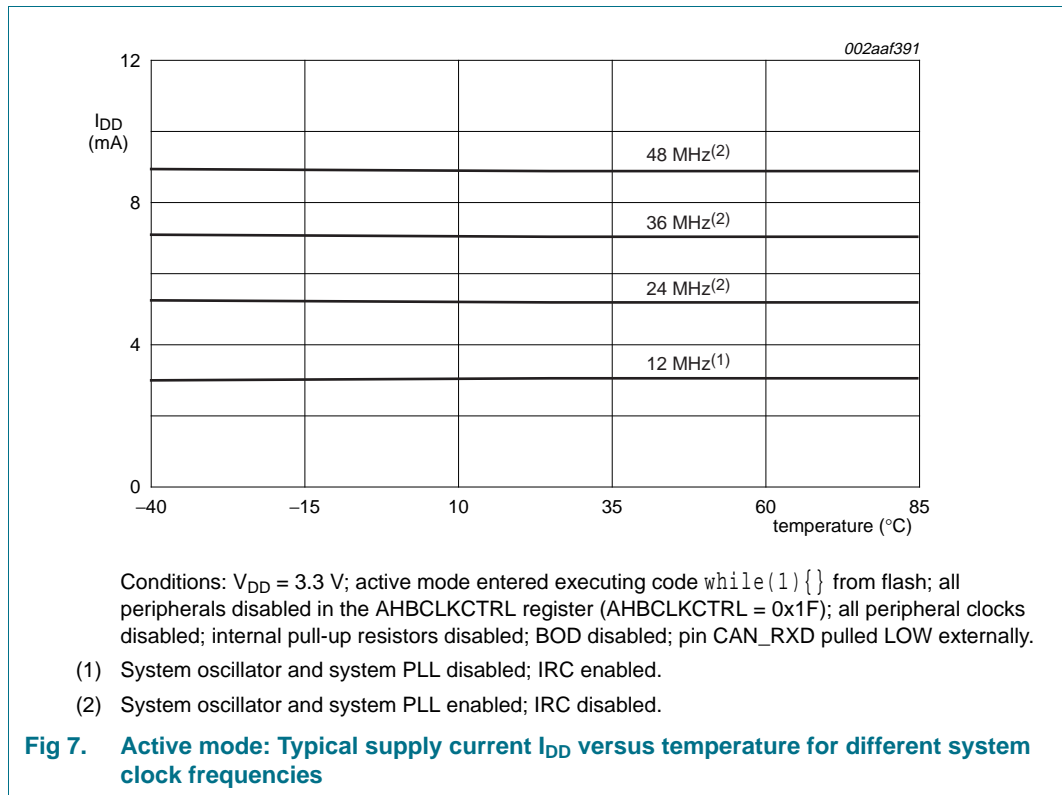 002aaf391
12
I_DD
(mA)
48 MHz(2)
8
36 MHz(2)
24 MHz(2)
4
12 MHz(1)
0
−40 −15 10 35 60 85
temperature (°C)
Conditions: V_DD = 3.3 V; active mode entered executing code while(1){} from flash; all
peripherals disabled in the AHBCLKCTRL register (AHBCLKCTRL = 0x1F); all peripheral clocks
disabled; internal pull-up resistors disabled; BOD disabled; pin CAN_RXD pulled LOW externally.
(1) System oscillator and system PLL disabled; IRC enabled.
(2) System oscillator and system PLL enabled; IRC disabled.
Fig 7. Active mode: Typical supply current I_DD versus temperature for different system
clock frequencies